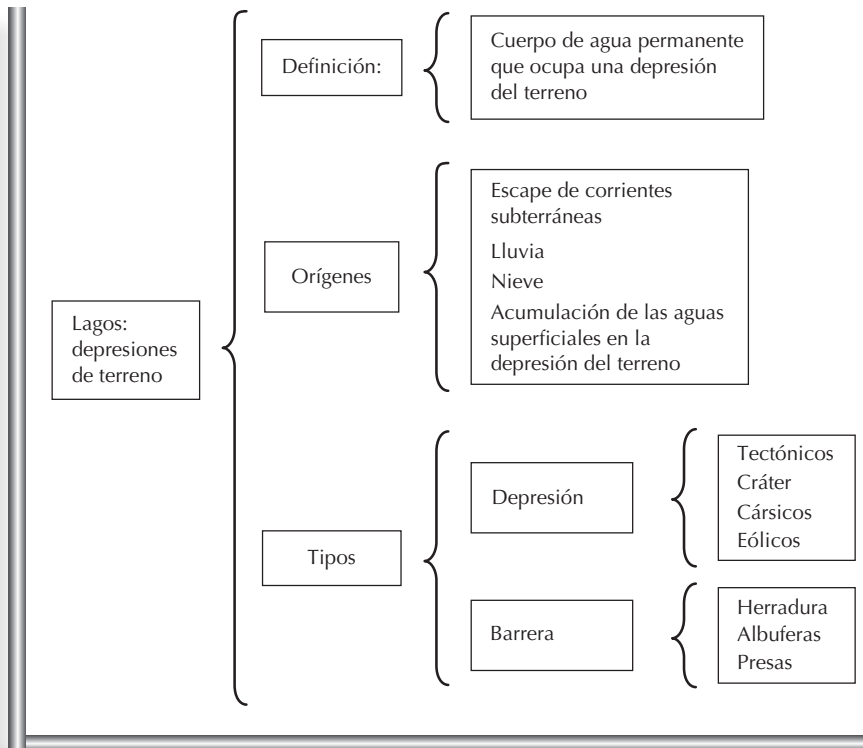 Definición:
Cuerpo de agua permanente
que ocupa una depresión
del terreno
Orígenes
Escape de corrientes
subterráneas
Lluvia
Nieve
Acumulación de las aguas
superficiales en la
depresión del terreno
Lagos:
depresiones
de terreno
Tipos
Depresión
Tectónicos
Cráter
Cársicos
Eólicos
Barrera
Herradura
Albuferas
Presas